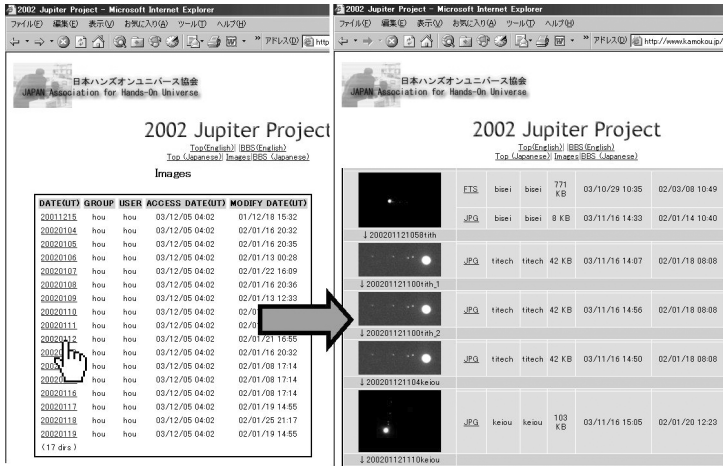 2002 Jupiter Project - Microsoft Internet Explorer
ファイル(F) 編集(E) 表示(V) お気に入り(A) ツール(T) ヘルプ(H)
アドレス(D) http
日本ハンズオンユニバース協会
JAPAN Association for Hands-On Universe
2002 Jupiter Project
Top(English)| |BBS(English)
Top (Japanese)| Images|BBS (Japanese)
Images
DATE(UT) GROUP USER ACCESS DATE(UT) MODIFY DATE(UT)
20011215 hou hou 03/12/05 04:02 01/12/18 15:32
20020104 hou hou 03/12/05 04:02 02/01/16 20:32
20020105 hou hou 03/12/05 04:02 02/01/16 20:35
20020106 hou hou 03/12/05 04:02 02/01/13 00:28
20020107 hou hou 03/12/05 04:02 02/01/22 16:09
20020108 hou hou 03/12/05 04:02 02/01/16 20:36
20020109 hou hou 03/12/05 04:02 02/01/13 12:33
20020110 hou hou 03/12/05 04:02
20020111 hou hou 03/12/05 04:02
20020112 hou hou 03/12/05 04:02 02/01/21 16:55
hou hou 03/12/05 04:02 02/01/16 20:32
hou hou 03/12/05 04:02 02/01/08 17:14
hou hou 03/12/05 04:02 02/01/08 17:14
20020116 hou hou 03/12/05 04:02 02/01/08 17:14
20020117 hou hou 03/12/05 04:02 02/01/19 14:55
20020118 hou hou 03/12/05 04:02 02/01/25 21:17
20020119 hou hou 03/12/05 04:02 02/01/19 14:55
(17 dirs)
2002 Jupiter Project - Microsoft Internet Explorer
ファイル(F) 編集(E) 表示(V) お気に入り(A) ツール(T) ヘルプ(H)
アドレス(D) http://www.kamokou.jp/
日本ハンズオンユニバース協会
JAPAN Association for Hands-On Universe
2002 Jupiter Project
Top(English)| |BBS(English)
Top (Japanese)| Images|BBS (Japanese)
FTS bisei bisei 771 KB 03/10/29 10:35 02/03/08 10:49
JPG bisei bisei 8 KB 03/11/16 14:33 02/01/14 10:40
↓200201121058tith
JPG titech titech 42 KB 03/11/16 14:07 02/01/18 08:08
↓200201121100tith_1
JPG titech titech 42 KB 03/11/16 14:56 02/01/18 08:08
↓200201121100tith_2
JPG titech titech 42 KB 03/11/16 14:50 02/01/18 08:08
↓200201121104keiou
JPG keiou keiou 103 KB 03/11/16 15:05 02/01/20 12:23
↓200201121110keiou